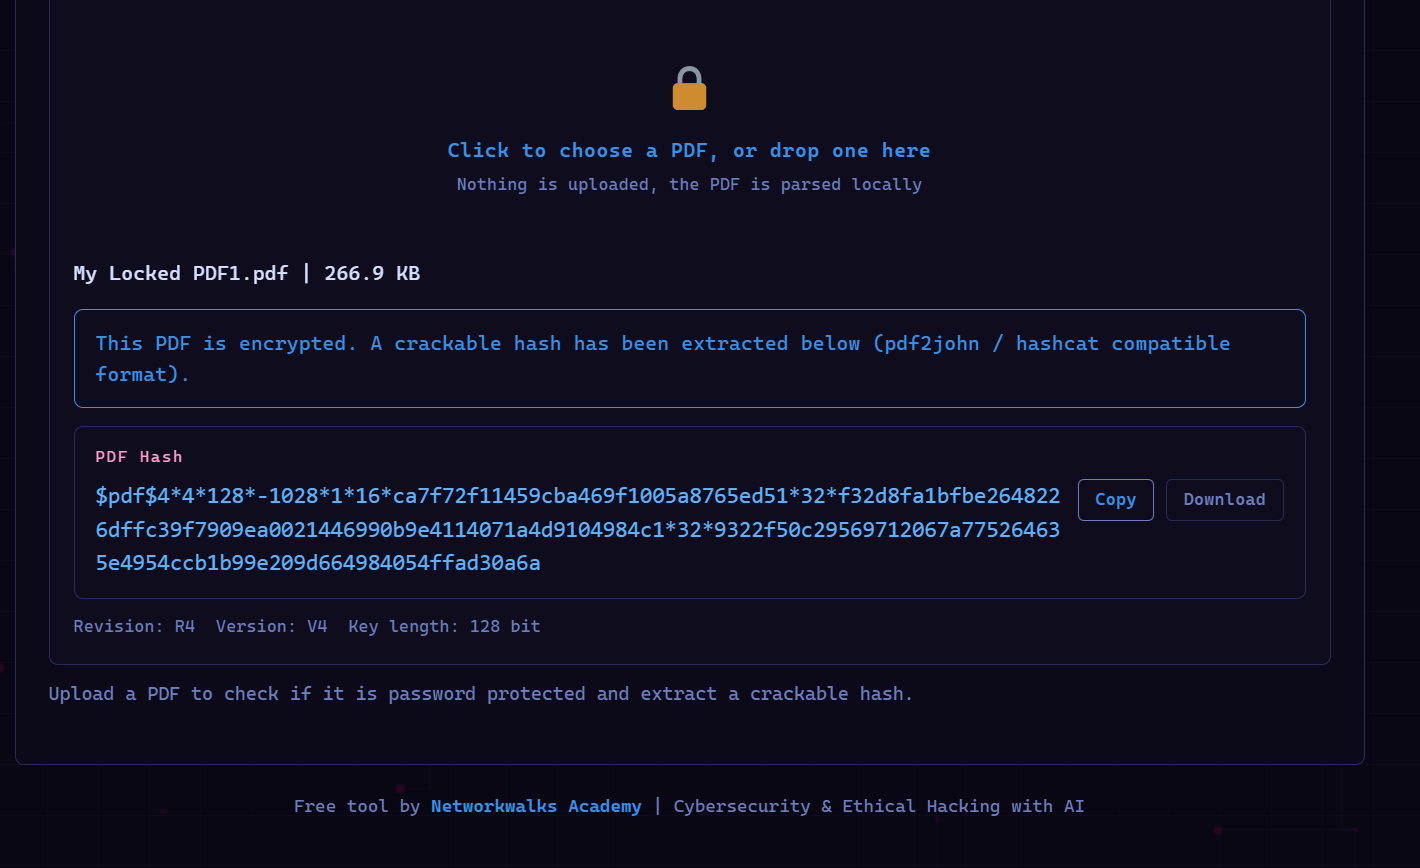 Click to choose a PDF, or drop one here
Nothing is uploaded, the PDF is parsed locally
My Locked PDF1.pdf | 266.9 KB
This PDF is encrypted. A crackable hash has been extracted below (pdf2john / hashcat compatible
format).
PDF Hash
$pdf$4*4*128*-1028*1*16*ca7f72f11459cba469f1005a8765ed51*32*f32d8fa1bfbe264822
6dffc39f7909ea0021446990b9e4114071a4d9104984c1*32*9322f50c29569712067a77526463
5e4954ccb1b99e209d664984054ffad30a6a
Copy
Download
Revision: R4  Version: V4  Key length: 128 bit
Upload a PDF to check if it is password protected and extract a crackable hash.
Free tool by Networkwalks Academy | Cybersecurity & Ethical Hacking with AI